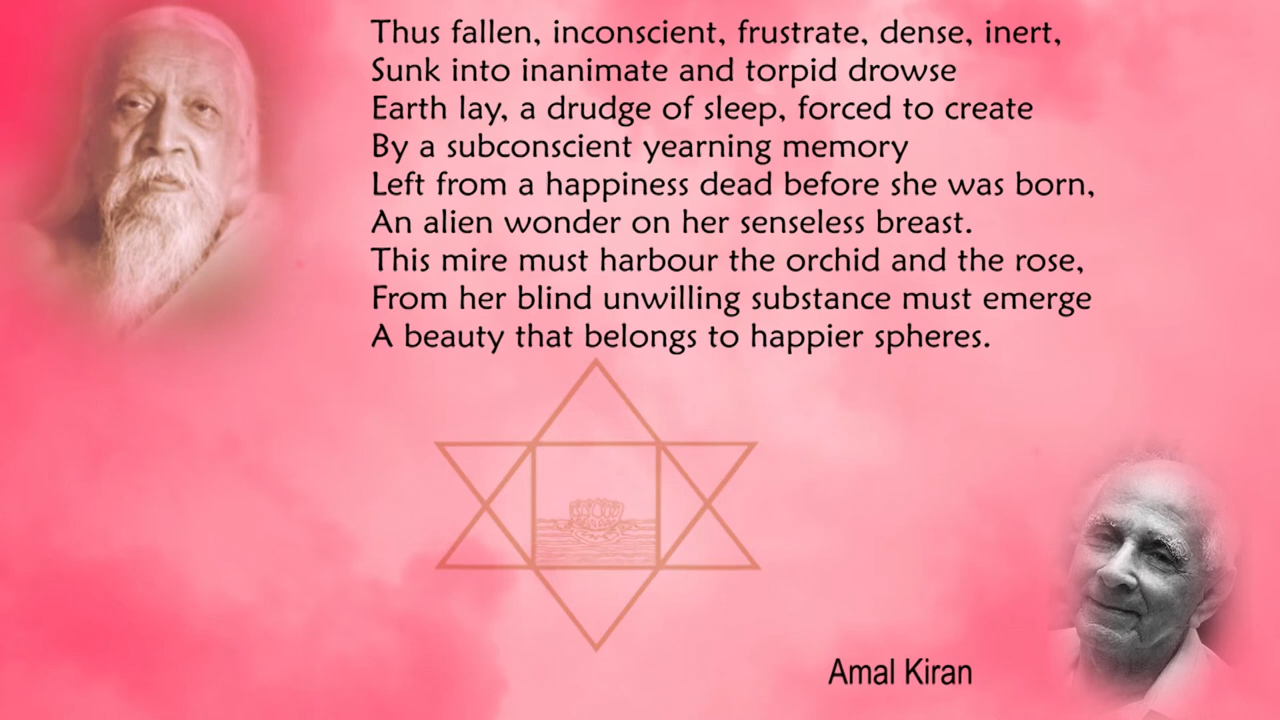 Thus fallen, inconscient, frustrate, dense, inert,
Sunk into inanimate and torpid drowse
Earth lay, a drudge of sleep, forced to create
By a subconscient yearning memory
Left from a happiness dead before she was born,
An alien wonder on her senseless breast.
This mire must harbour the orchid and the rose,
From her blind unwilling substance must emerge
A beauty that belongs to happier spheres.
Amal Kiran